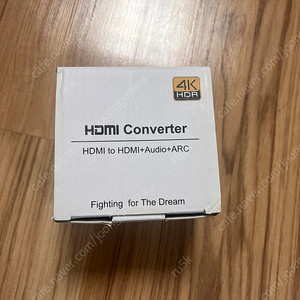 4K
HDR
HDMI Converter
HDMI to HDMI+Audio+ARC
Fighting for The Dream